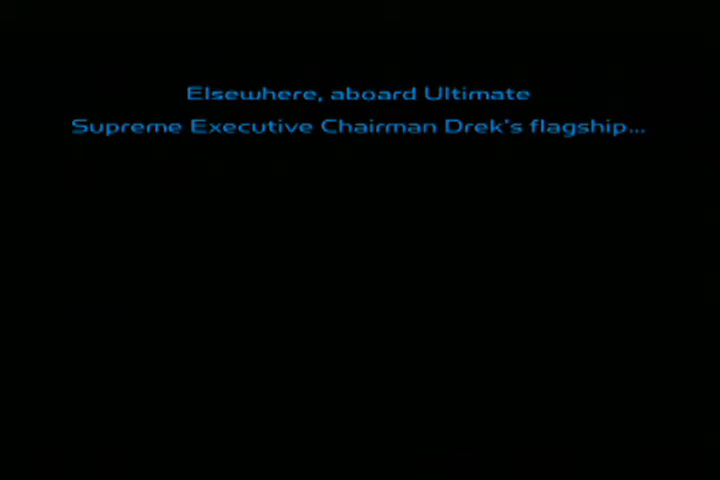 Elsewhere, aboard Ultimate
Supreme Executive Chairman Drek's flagship...